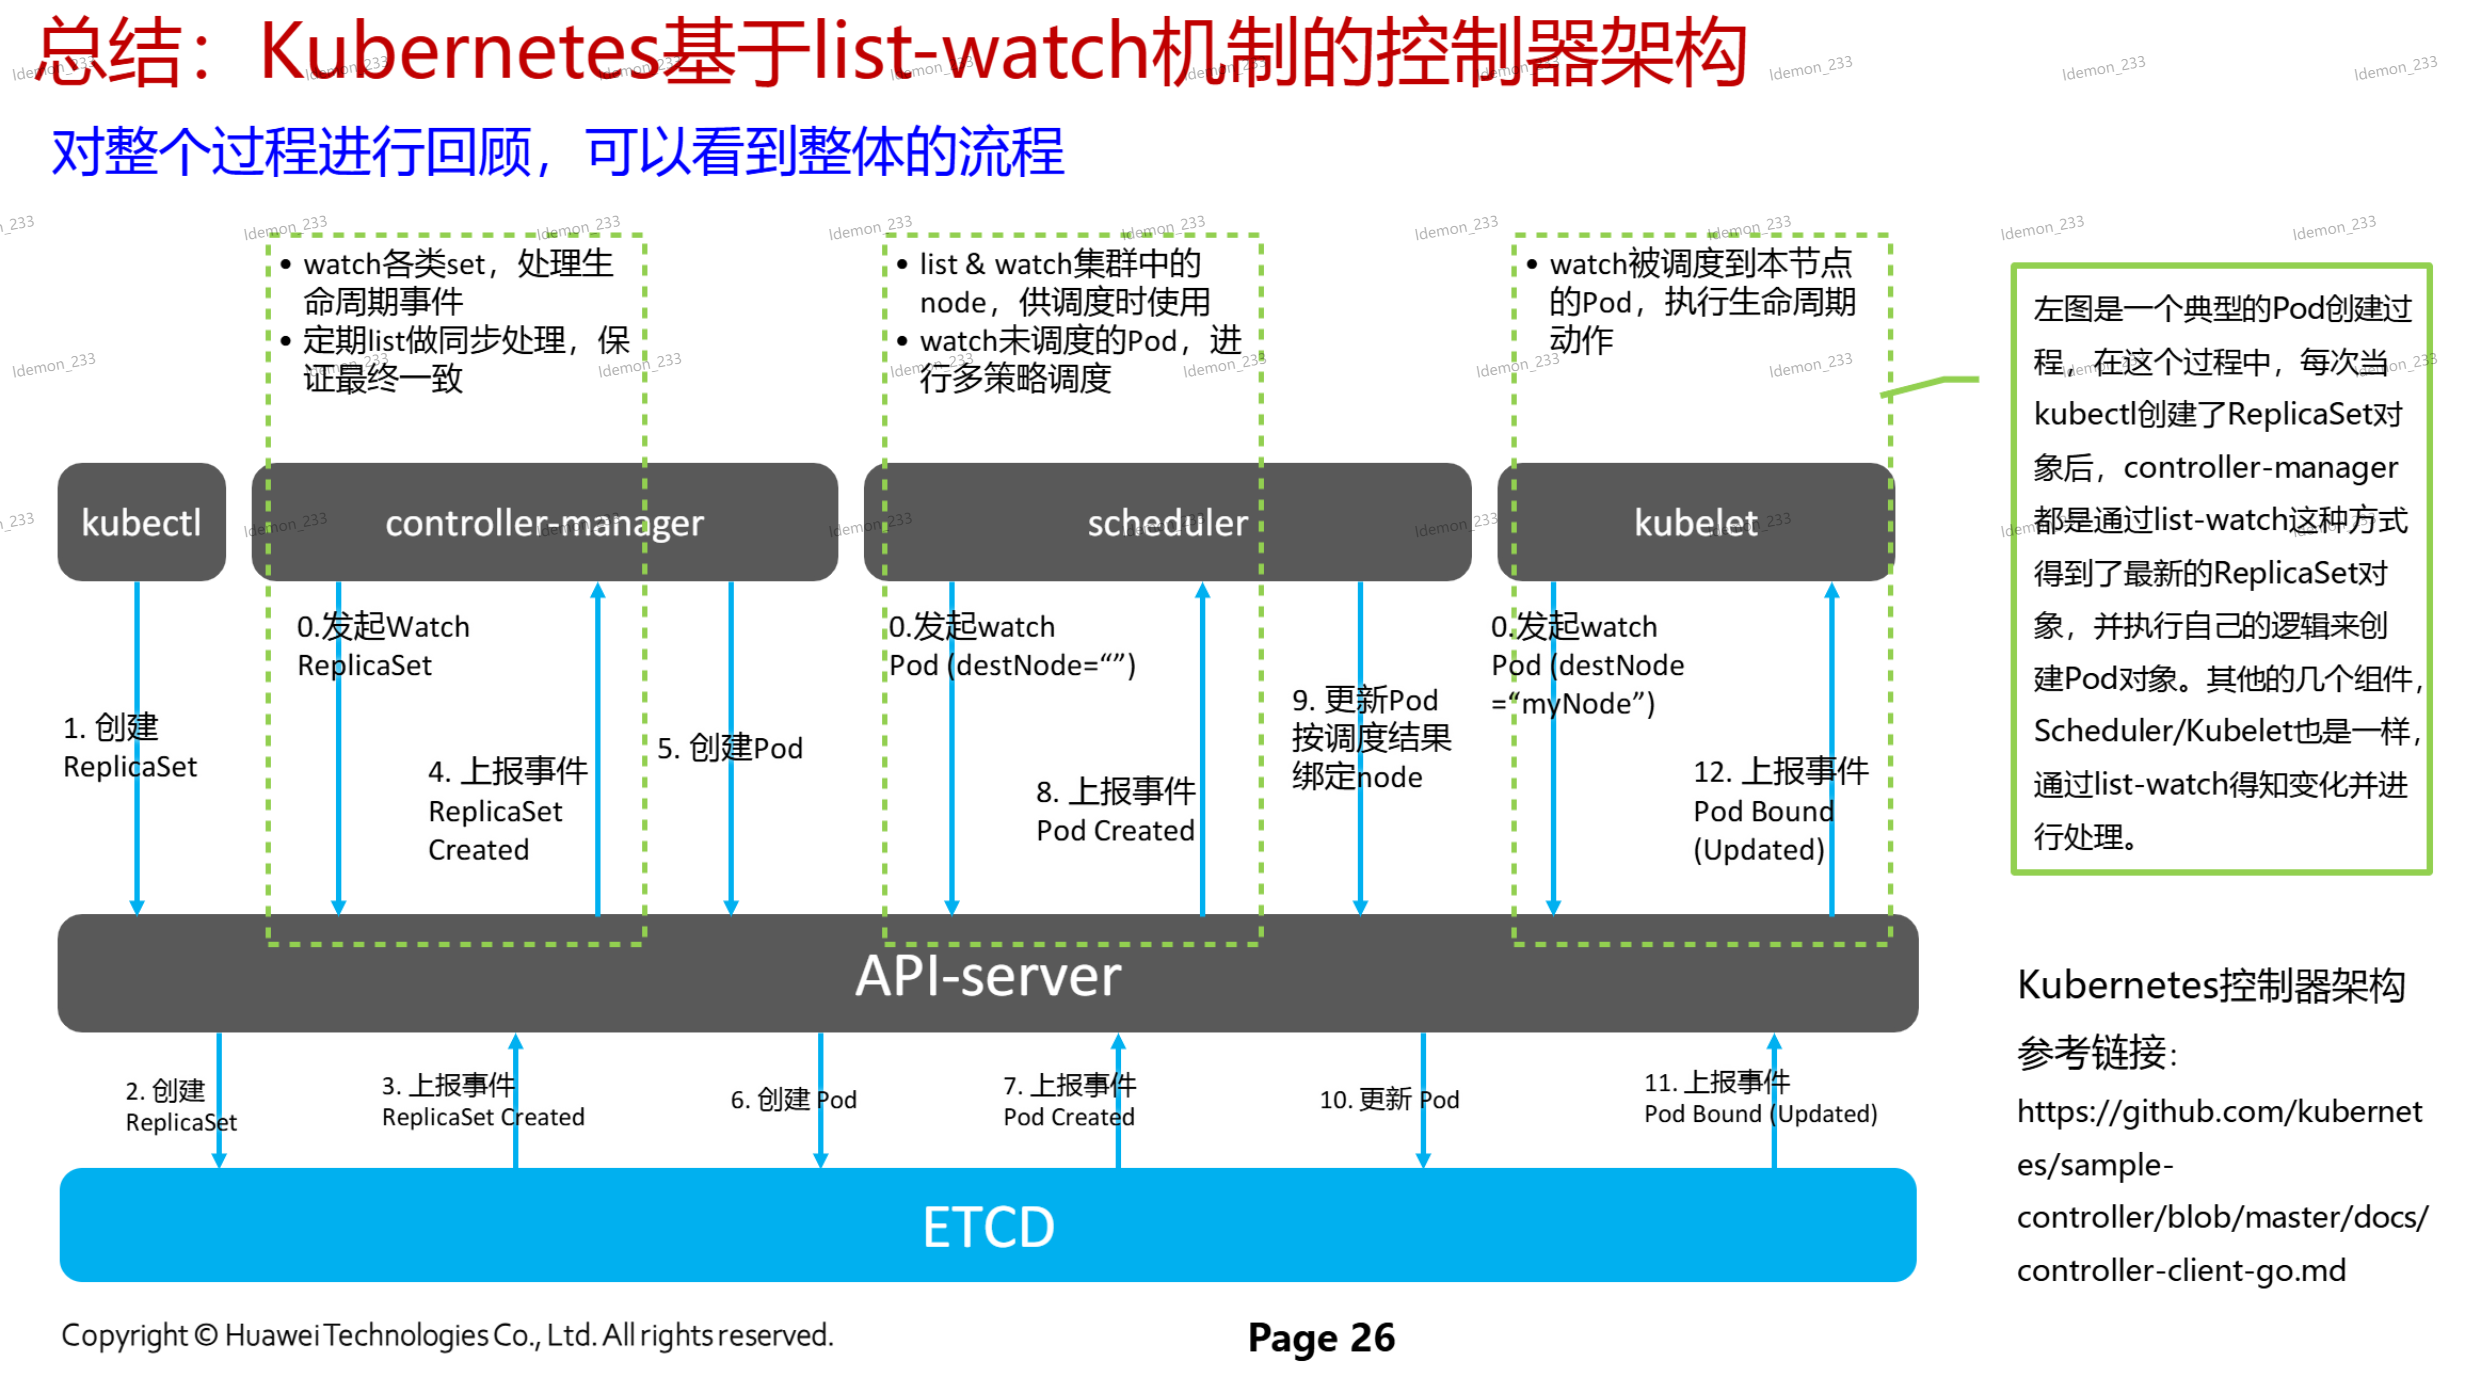 总结：Kubernetes基于list-watch机制的控制器架构
对整个过程进行回顾，可以看到整体的流程
• watch各类set，处理生
命周期事件
• 定期list做同步处理，保
证最终一致
• list & watch集群中的
node，供调度时使用
• watch未调度的Pod，进
行多策略调度
• watch被调度到本节点
的Pod，执行生命周期
动作
左图是一个典型的Pod创建过
程，在这个过程中，每次当
kubectl创建了ReplicaSet对
象后，controller-manager
都是通过list-watch这种方式
得到了最新的ReplicaSet对
象，并执行自己的逻辑来创
建Pod对象。其他的几个组件，
Scheduler/Kubelet也是一样，
通过list-watch得知变化并进
行处理。
kubectl
controller-manager
scheduler
kubelet
1. 创建
ReplicaSet
0.发起Watch
ReplicaSet
4. 上报事件
ReplicaSet
Created
5. 创建Pod
0.发起watch
Pod (destNode=“”)
8. 上报事件
Pod Created
9. 更新Pod
按调度结果
绑定node
0.发起watch
Pod (destNode
=“myNode”)
12. 上报事件
Pod Bound
(Updated)
API-server
2. 创建
ReplicaSet
3. 上报事件
ReplicaSet Created
6. 创建 Pod
7. 上报事件
Pod Created
10. 更新 Pod
11. 上报事件
Pod Bound (Updated)
ETCD
Kubernetes控制器架构
参考链接：
https://github.com/kubernet
es/sample-
controller/blob/master/docs/
controller-client-go.md
Copyright © Huawei Technologies Co., Ltd. All rights reserved.
Page 26